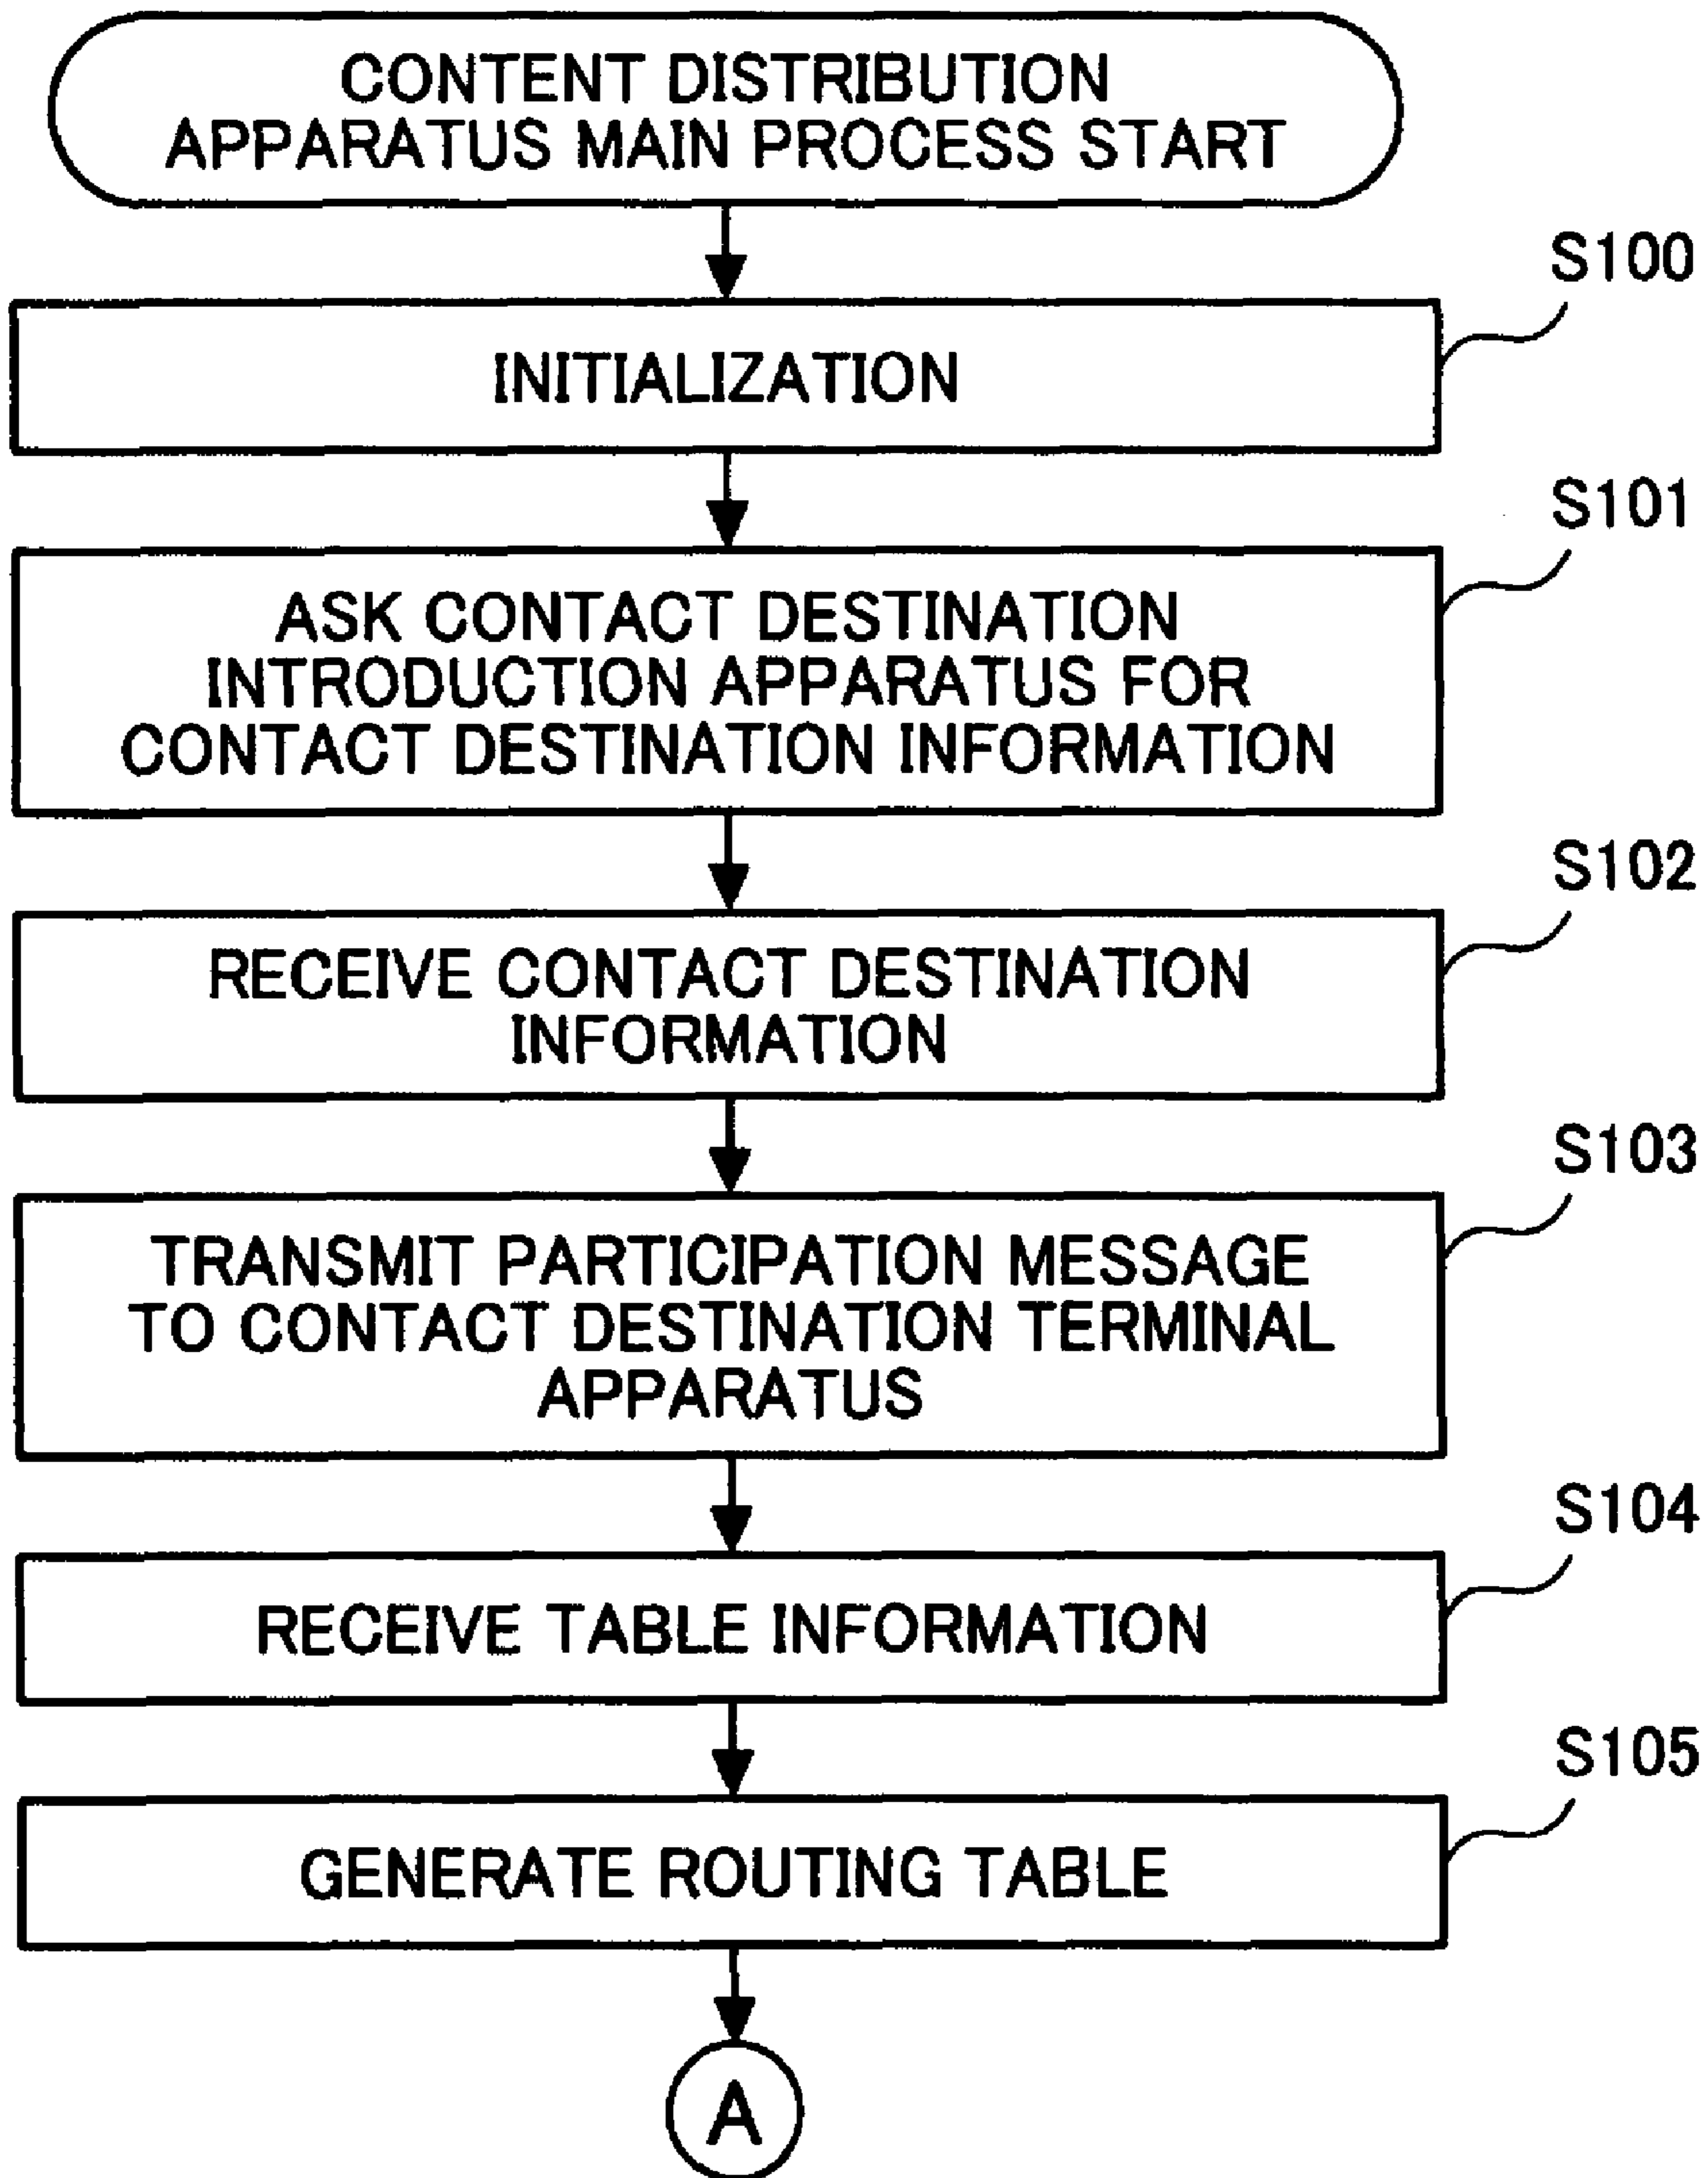 CONTENT DISTRIBUTION
APPARATUS MAIN PROCESS START
S100
INITIALIZATION
S101
ASK CONTACT DESTINATION
INTRODUCTION APPARATUS FOR
CONTACT DESTINATION INFORMATION
S102
RECEIVE CONTACT DESTINATION
INFORMATION
S103
TRANSMIT PARTICIPATION MESSAGE
TO CONTACT DESTINATION TERMINAL
APPARATUS
S104
RECEIVE TABLE INFORMATION
S105
GENERATE ROUTING TABLE
A